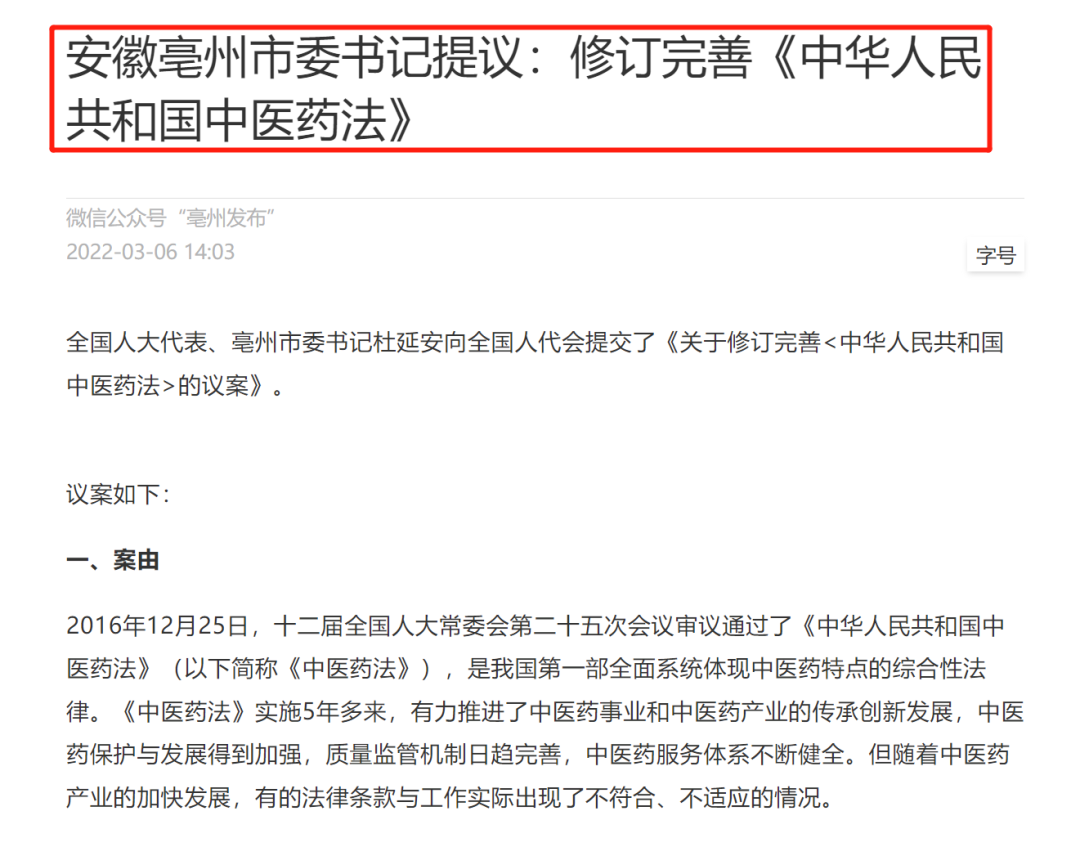 安徽亳州市委书记提议：修订完善《中华人民
共和国中医药法》
微信公众号“亳州发布”
2022-03-06 14:03
字号
全国人大代表、亳州市委书记杜延安向全国人代会提交了《关于修订完善<中华人民共和国
中医药法>的议案》。
议案如下：
一、案由
2016年12月25日，十二届全国人大常委会第二十五次会议审议通过了《中华人民共和国中
医药法》（以下简称《中医药法》），是我国第一部全面系统体现中医药特点的综合性法
律。《中医药法》实施5年多来，有力推进了中医药事业和中医药产业的传承创新发展，中医
药保护与发展得到加强，质量监管机制日趋完善，中医药服务体系不断健全。但随着中医药
产业的加快发展，有的法律条款与工作实际出现了不符合、不适应的情况。